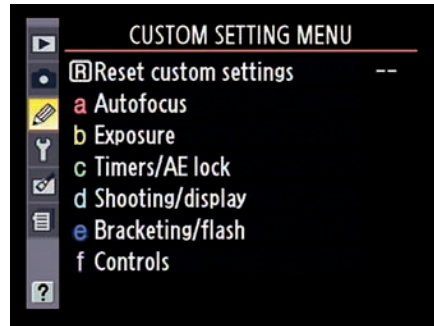 CUSTOM SETTING MENU
R Reset custom settings --
a Autofocus
b Exposure
c Timers/AE lock
d Shooting/display
e Bracketing/flash
f Controls
?